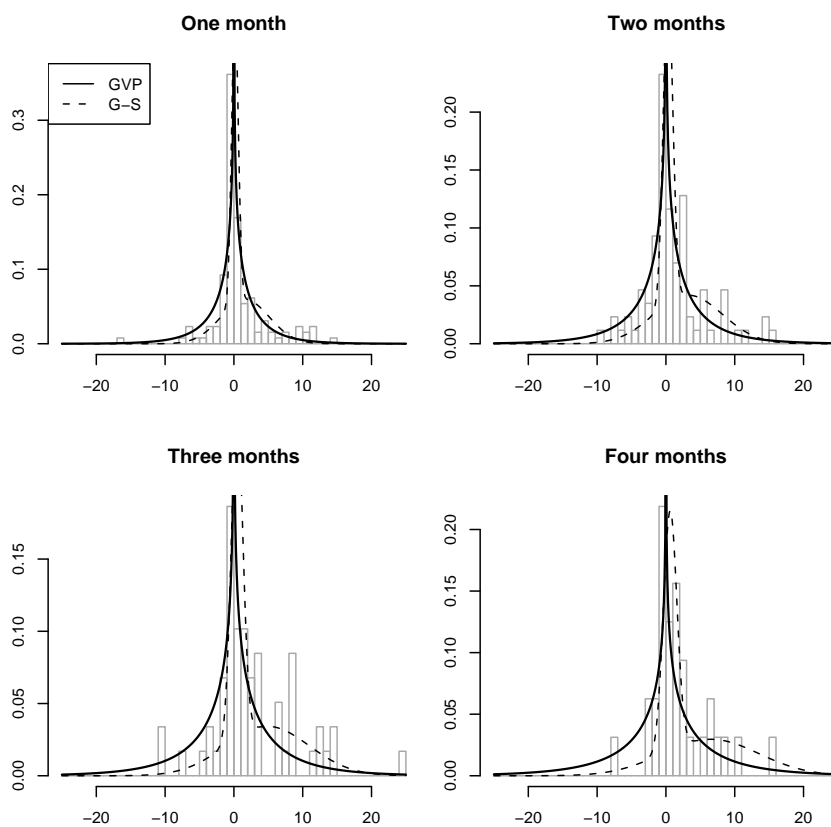 One month
GVP
G−S
0.0 0.1 0.2 0.3
−20 −10 0 10 20
Two months
0.00 0.05 0.10 0.15 0.20
−20 −10 0 10 20
Three months
0.00 0.05 0.10 0.15
−20 −10 0 10 20
Four months
0.00 0.05 0.10 0.15 0.20
−20 −10 0 10 20